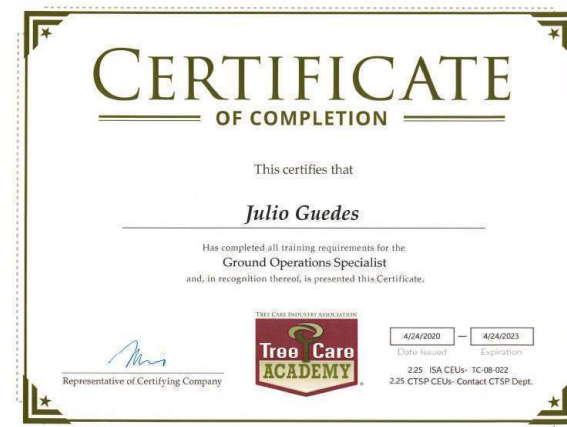 CERTIFICATE
OF COMPLETION
This certifies that
Julio Guedes
Has completed all training requirements for the
Ground Operations Specialist
and, in recognition thereof, is presented this Certificate.
Representative of Certifying Company
TREE CARE INDUSTRY ASSOCIATION
Tree Care
ACADEMY
4/24/2020 — 4/24/2023
Date Issued Expiration
2.25 ISA CEUs- TC-08-022
2.25 CTSP CEUs- Contact CTSP Dept.